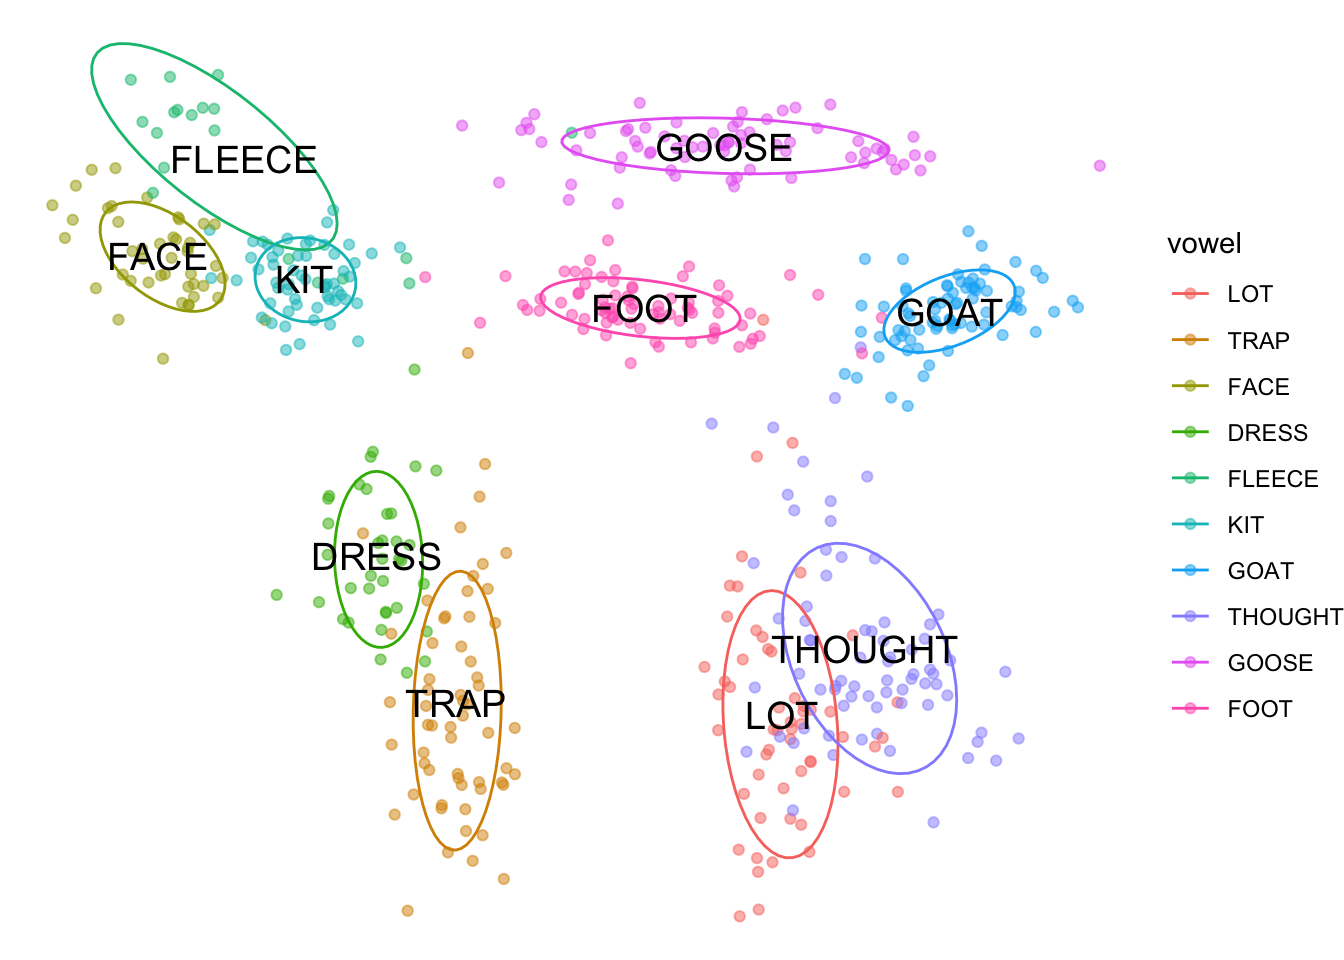 GOOSE
FLEECE
FACE
KIT
FOOT
GOAT
DRESS
THOUGHT
TRAP
LOT
vowel
LOT
TRAP
FACE
DRESS
FLEECE
KIT
GOAT
THOUGHT
GOOSE
FOOT